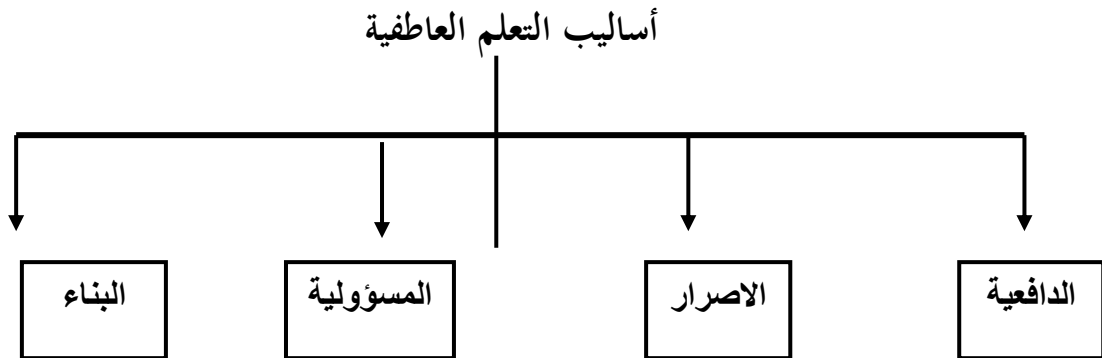 أساليب التعلم العاطفية
الدافعية
الاصرار
المسؤولية
البناء